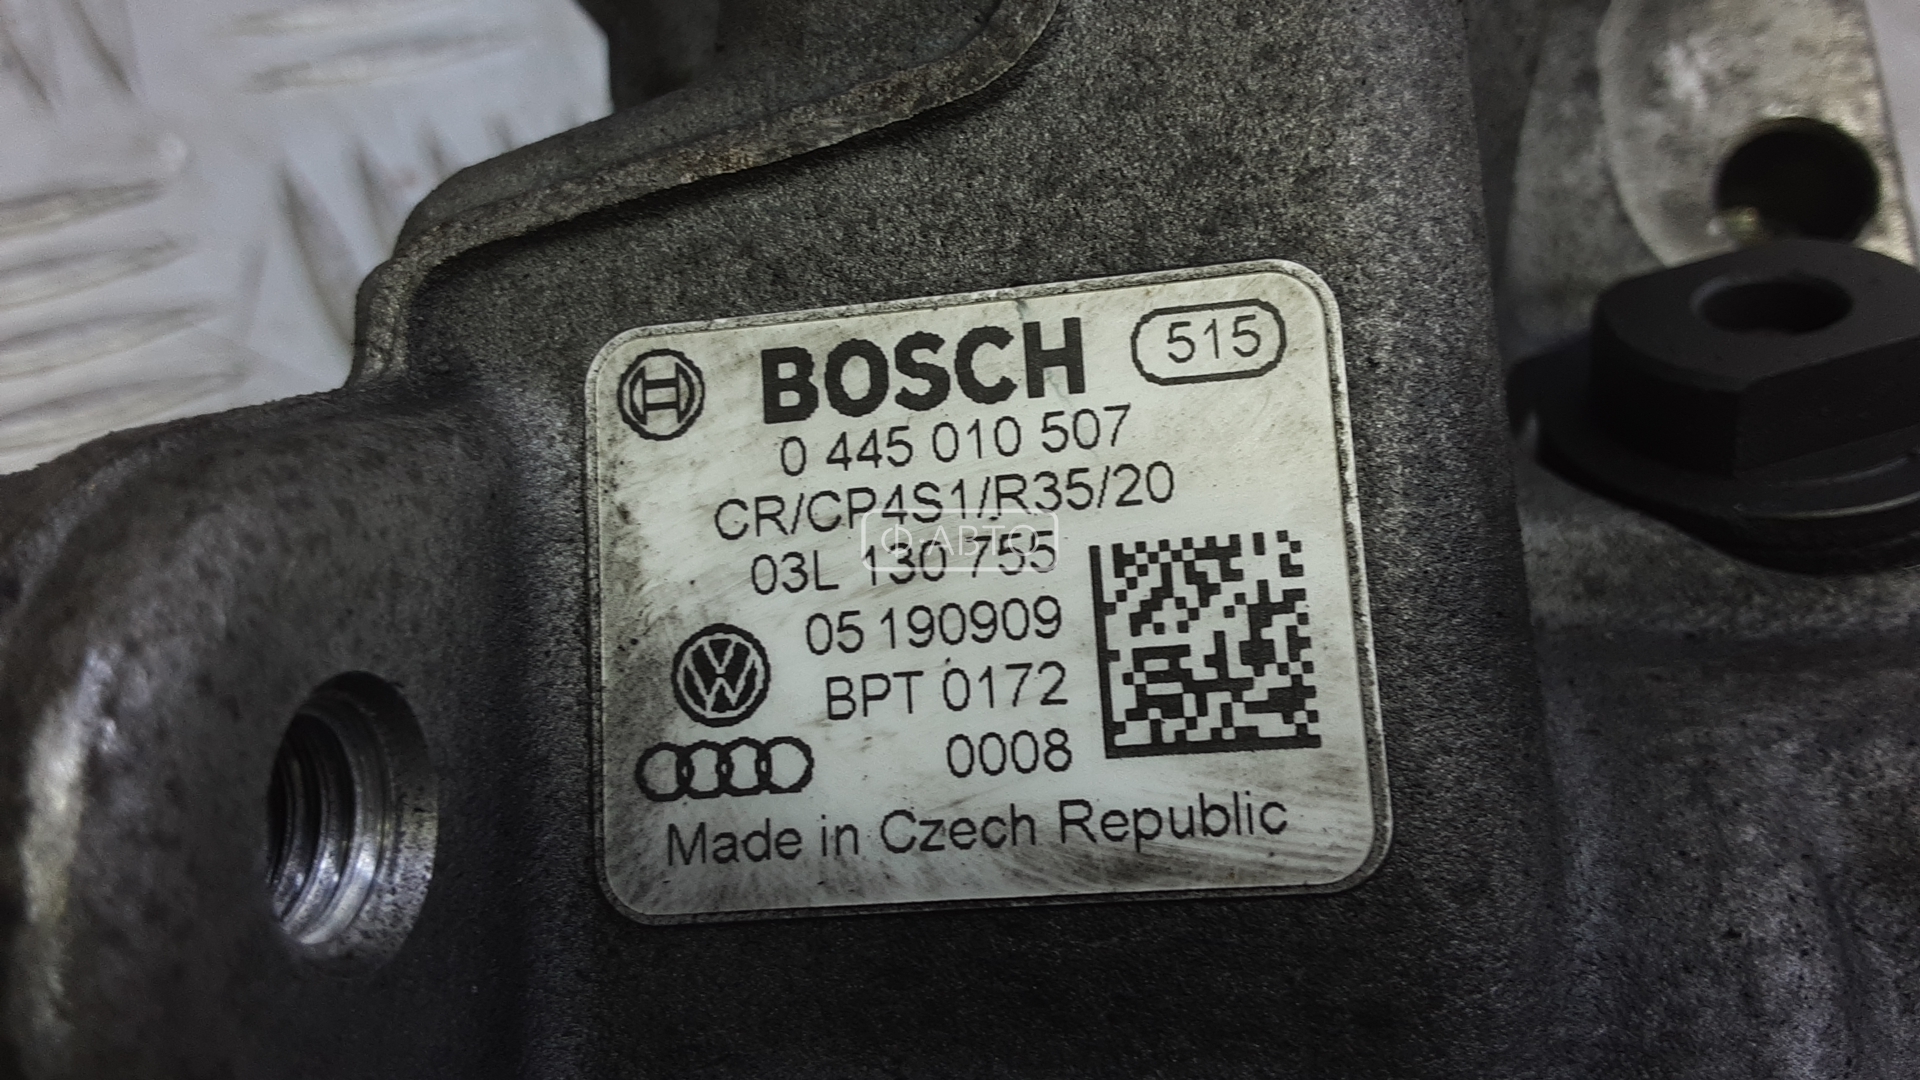 BOSCH 515
0 445 010 507
CR/CP4S1/R35/20
Ф-АВТО
03L 130 755
05 190909
BPT 0172
0008
Made in Czech Republic